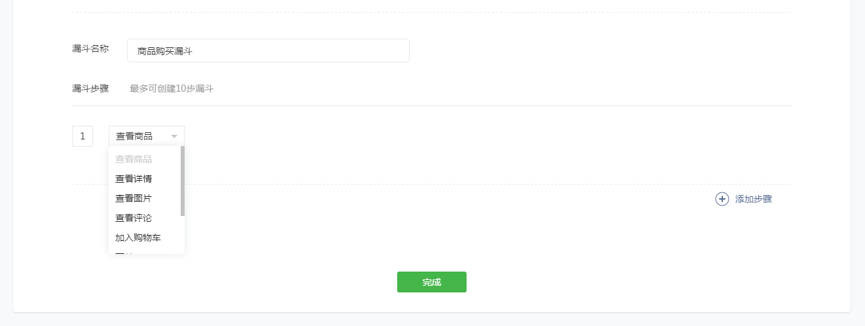 漏斗名称
商品购买漏斗
漏斗步骤
最多可创建10步漏斗
1
查看商品
查看商品
查看详情
查看图片
查看评论
加入购物车
添加步骤
完成